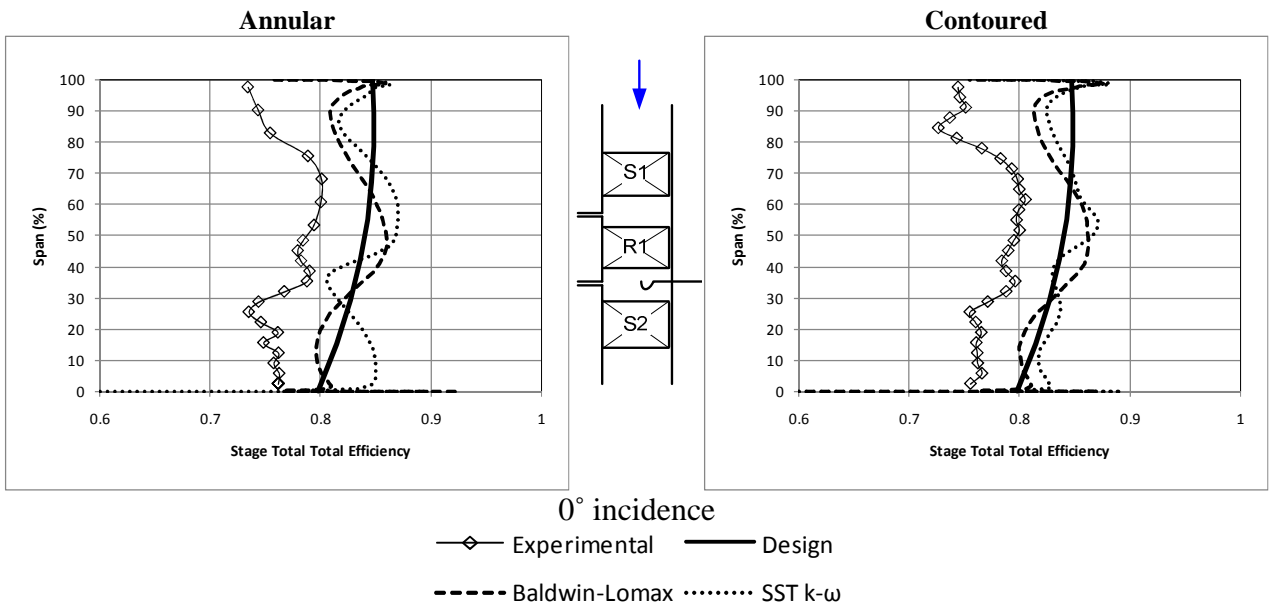 Annular
Contoured
100
90
80
70
60
50
40
30
20
10
0
Span (%)
0.6 0.7 0.8 0.9 1
Stage Total Total Efficiency
S1
R1
S2
100
90
80
70
60
50
40
30
20
10
0
Span (%)
0.6 0.7 0.8 0.9 1
Stage Total Total Efficiency
0˚ incidence
Experimental Design
Baldwin-Lomax SST k-ω